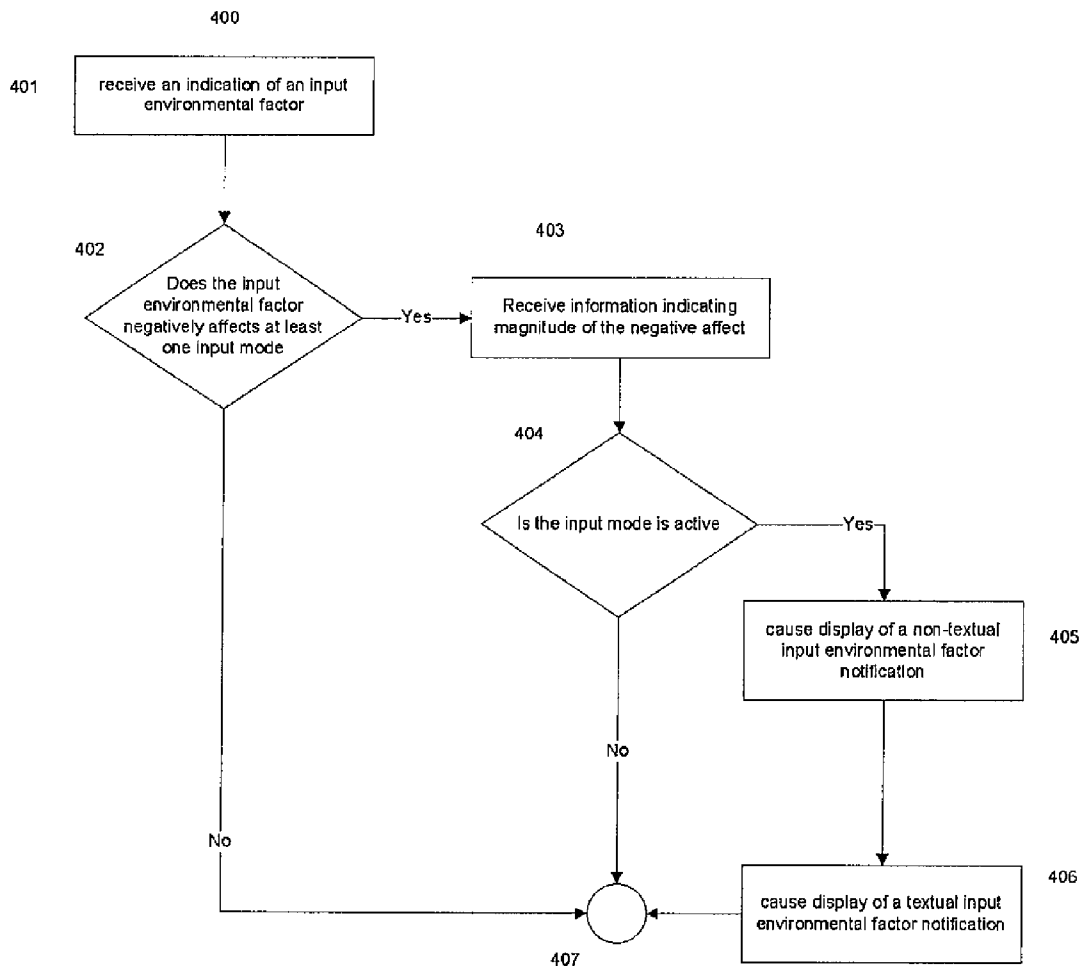 400
401
receive an indication of an input
environmental factor
402
Does the input
environmental factor
negatively affects at least
one input mode
Yes
403
Receive information indicating
magnitude of the negative affect
404
Is the input mode is active
Yes
cause display of a non-textual
input environmental factor
notification
405
No
No
cause display of a textual input
environmental factor notification
406
407